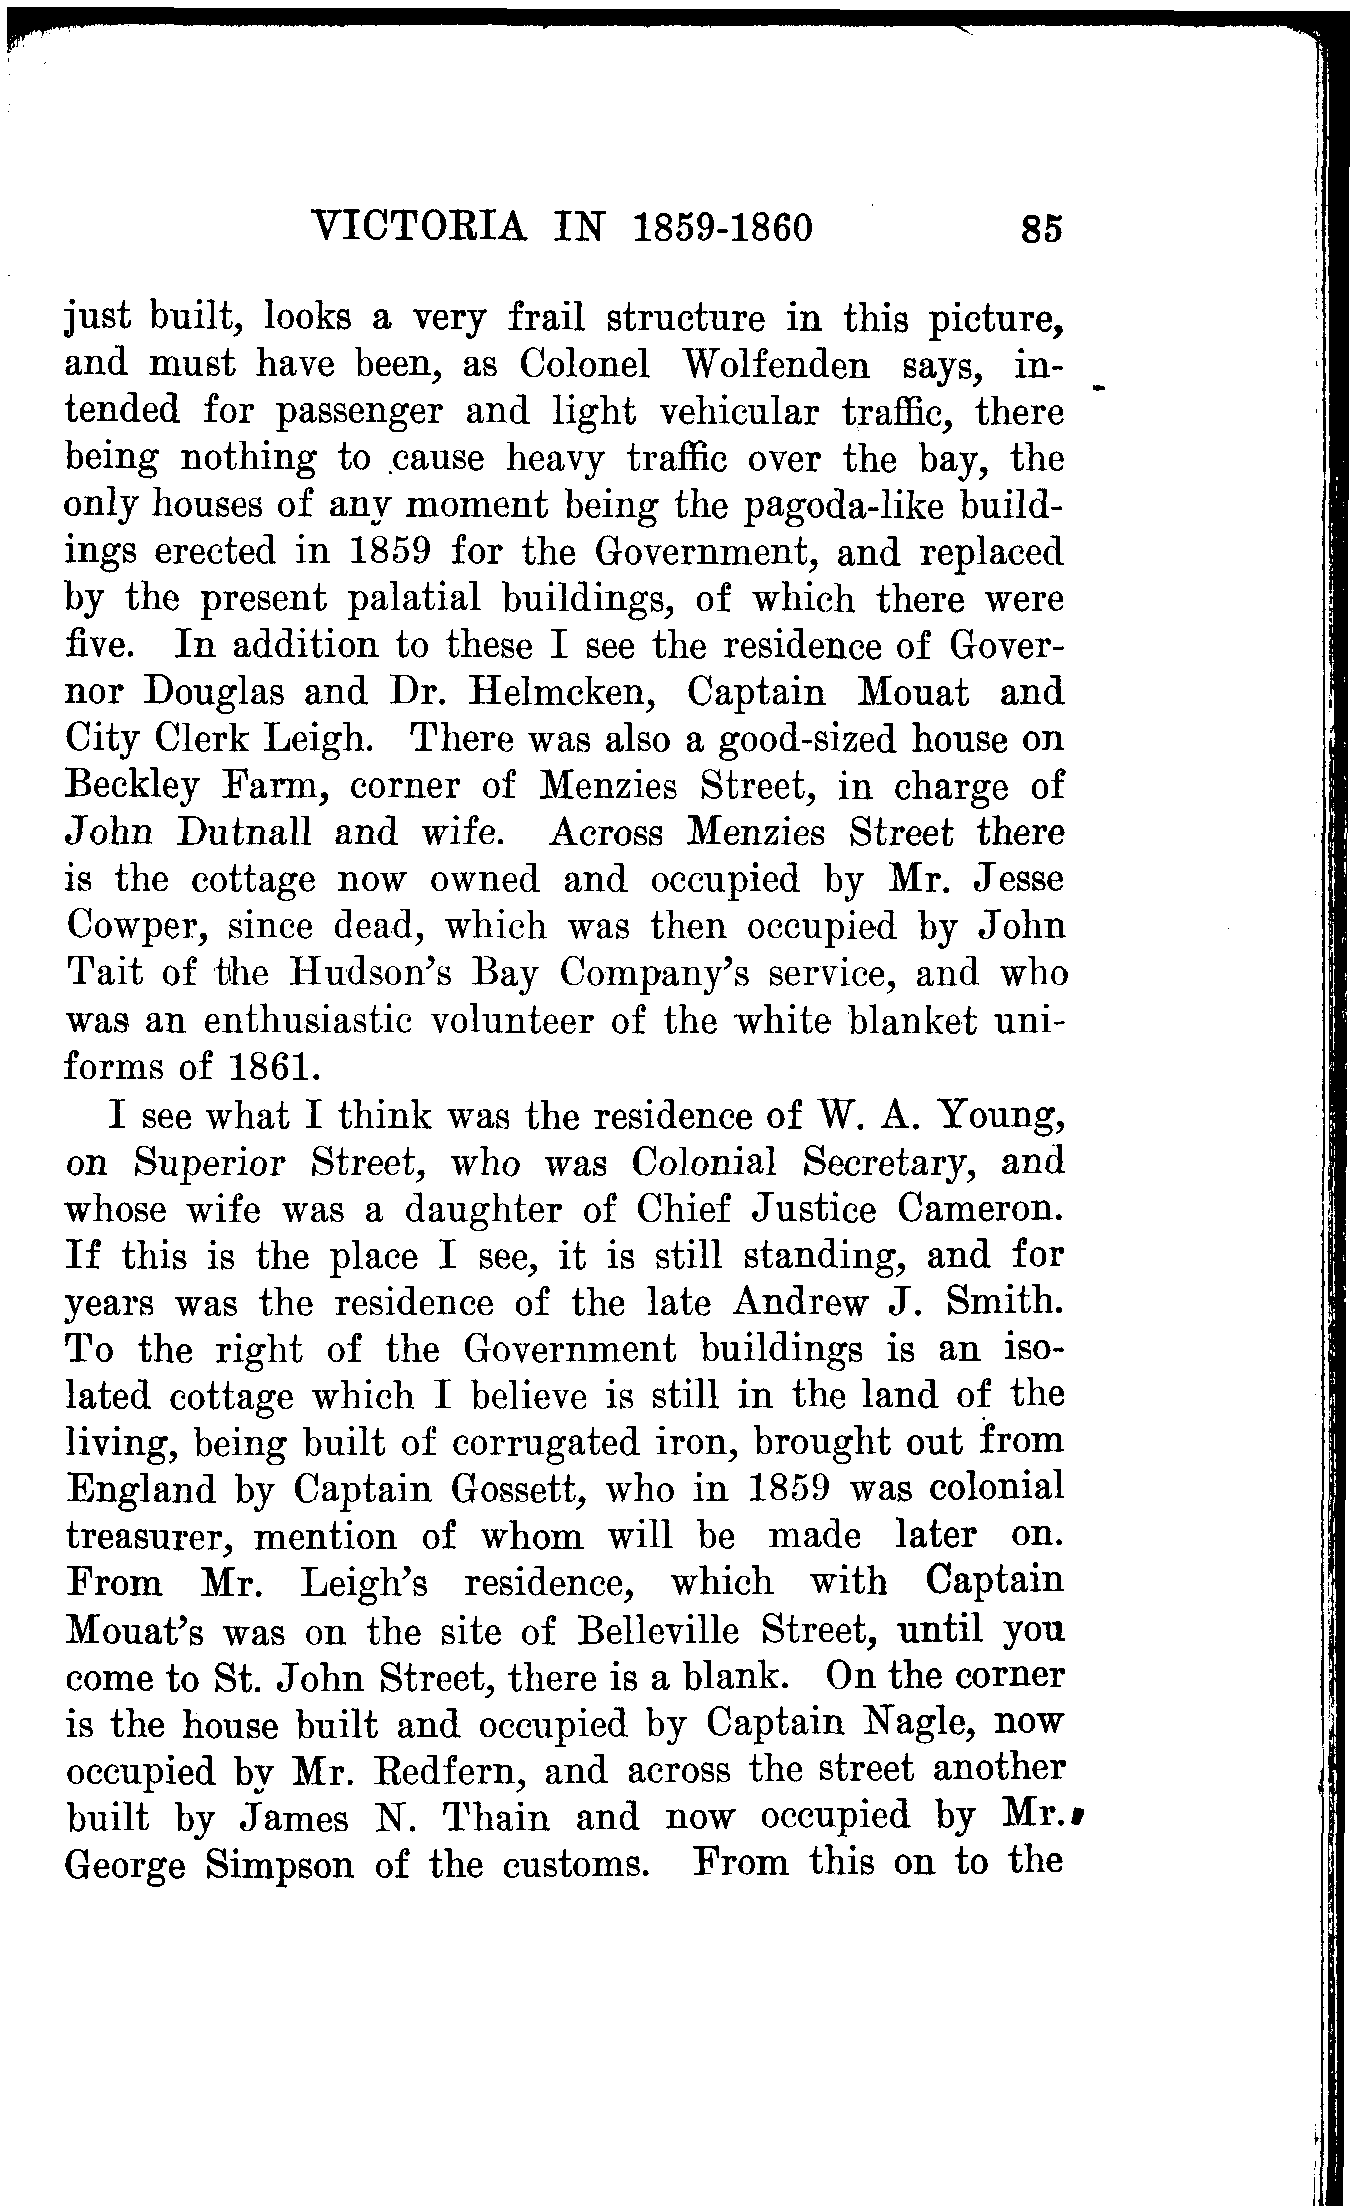 VICTORIA IN 1859-1860 85
just built, looks a very frail structure in this picture,
and must have been, as Colonel Wolfenden says, in-
tended for passenger and light vehicular traffic, there
being nothing to cause heavy traffic over the bay, the
only houses of any moment being the pagoda-like build-
ings erected in 1859 for the Government, and replaced
by the present palatial buildings, of which there were
five. In addition to these I see the residence of Gover-
nor Douglas and Dr. Helmcken, Captain Mouat and
City Clerk Leigh. There was also a good-sized house on
Beckley Farm, corner of Menzies Street, in charge of
John Dutnall and wife. Across Menzies Street there
is the cottage now owned and occupied by Mr. Jesse
Cowper, since dead, which was then occupied by John
Tait of the Hudson's Bay Company's service, and who
was an enthusiastic volunteer of the white blanket uni-
forms of 1861.
I see what I think was the residence of W. A. Young,
on Superior Street, who was Colonial Secretary, and
whose wife was a daughter of Chief Justice Cameron.
If this is the place I see, it is still standing, and for
years was the residence of the late Andrew J. Smith.
To the right of the Government buildings is an iso-
lated cottage which I believe is still in the land of the
living, being built of corrugated iron, brought out from
England by Captain Gossett, who in 1859 was colonial
treasurer, mention of whom will be made later on.
From Mr. Leigh's residence, which with Captain
Mouat's was on the site of Belleville Street, until you
come to St. John Street, there is a blank. On the corner
is the house built and occupied by Captain Nagle, now
occupied by Mr. Redfern, and across the street another
built by James N. Thain and now occupied by Mr.
George Simpson of the customs. From this on to the